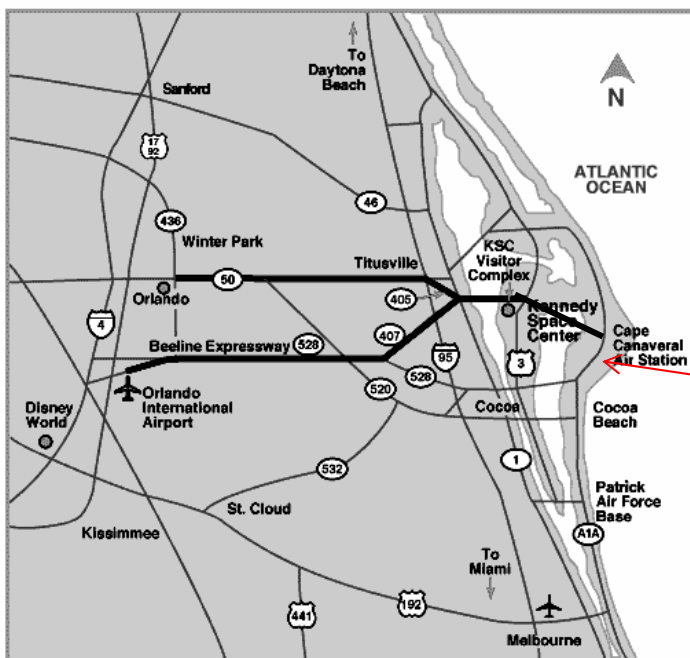 To
Daytona
Beach
Sanford
N
17
92
ATLANTIC
OCEAN
46
436
Winter Park
KSC
Visitor
Complex
Titusville
50
405
Orlando
4
Kennedy
Space
Center
Cape
Canaveral
Air Station
407
528
Beeline Expressway
95
3
528
520
Orlando
International
Airport
Disney
World
Cocoa
Cocoa
Beach
1
532
Patrick
Air Force
Base
St. Cloud
A1A
Kissimmee
To
Miami
192
441
Melbourne